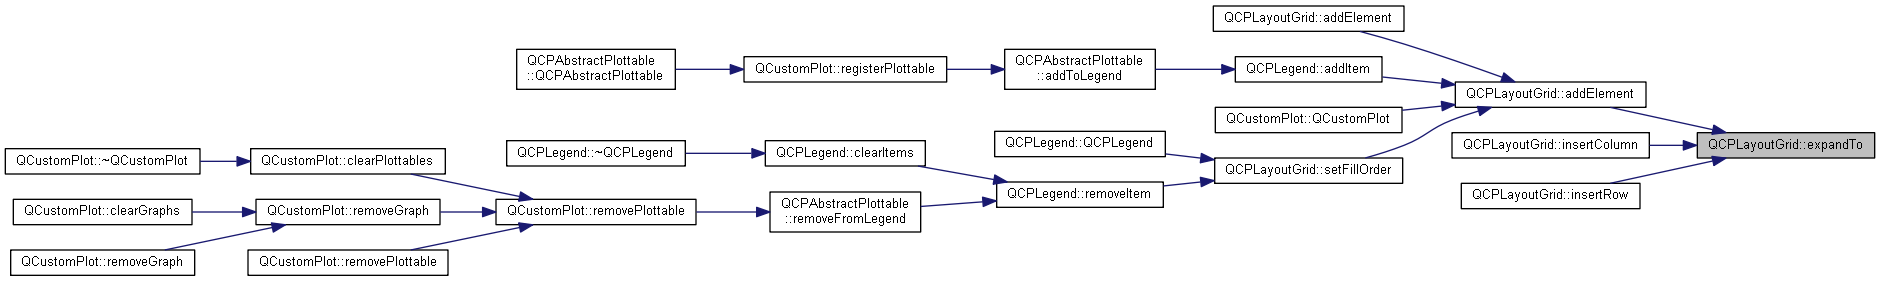 QCPLayoutGrid::addElement
QCPAbstractPlottable
::QCPAbstractPlottable
QCustomPlot::registerPlottable
QCPAbstractPlottable
::addToLegend
QCPLegend::addItem
QCPLayoutGrid::addElement
QCustomPlot::QCustomPlot
QCustomPlot::~QCustomPlot
QCustomPlot::clearPlottables
QCPLegend::~QCPLegend
QCPLegend::clearItems
QCPLegend::QCPLegend
QCPLayoutGrid::insertColumn
QCPLayoutGrid::expandTo
QCPLayoutGrid::setFillOrder
QCPLegend::removeItem
QCPLayoutGrid::insertRow
QCustomPlot::clearGraphs
QCustomPlot::removeGraph
QCustomPlot::removePlottable
QCPAbstractPlottable
::removeFromLegend
QCustomPlot::removeGraph
QCustomPlot::removePlottable